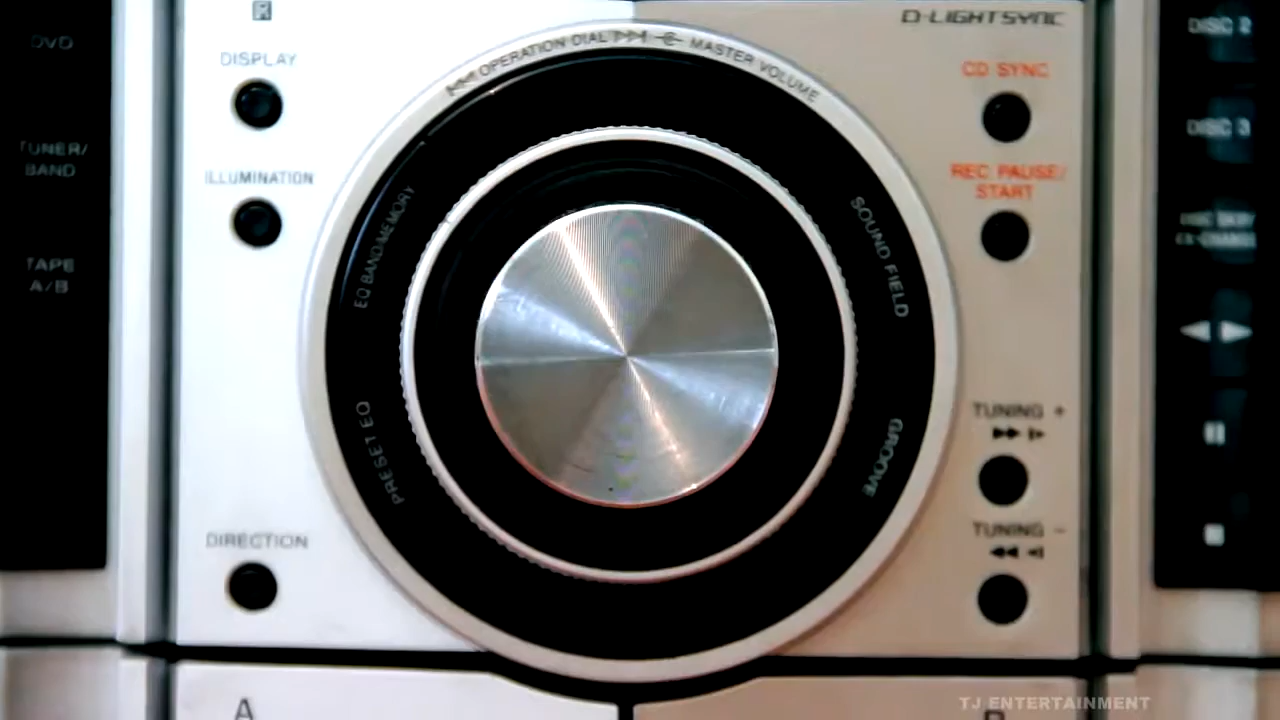 DVD
TUNER/
BAND
TAPE
A/B
DISPLAY
ILLUMINATION
DIRECTION
OPERATION DIAL
MASTER VOLUME
EQ BAND/MEMORY
PRESET EQ
SOUND FIELD
GROOVE
D-LIGHTSYNC
CD SYNC
REC PAUSE/
START
TUNING +
TUNING -
DISC 2
DISC 3
A
TJ ENTERTAINMENT